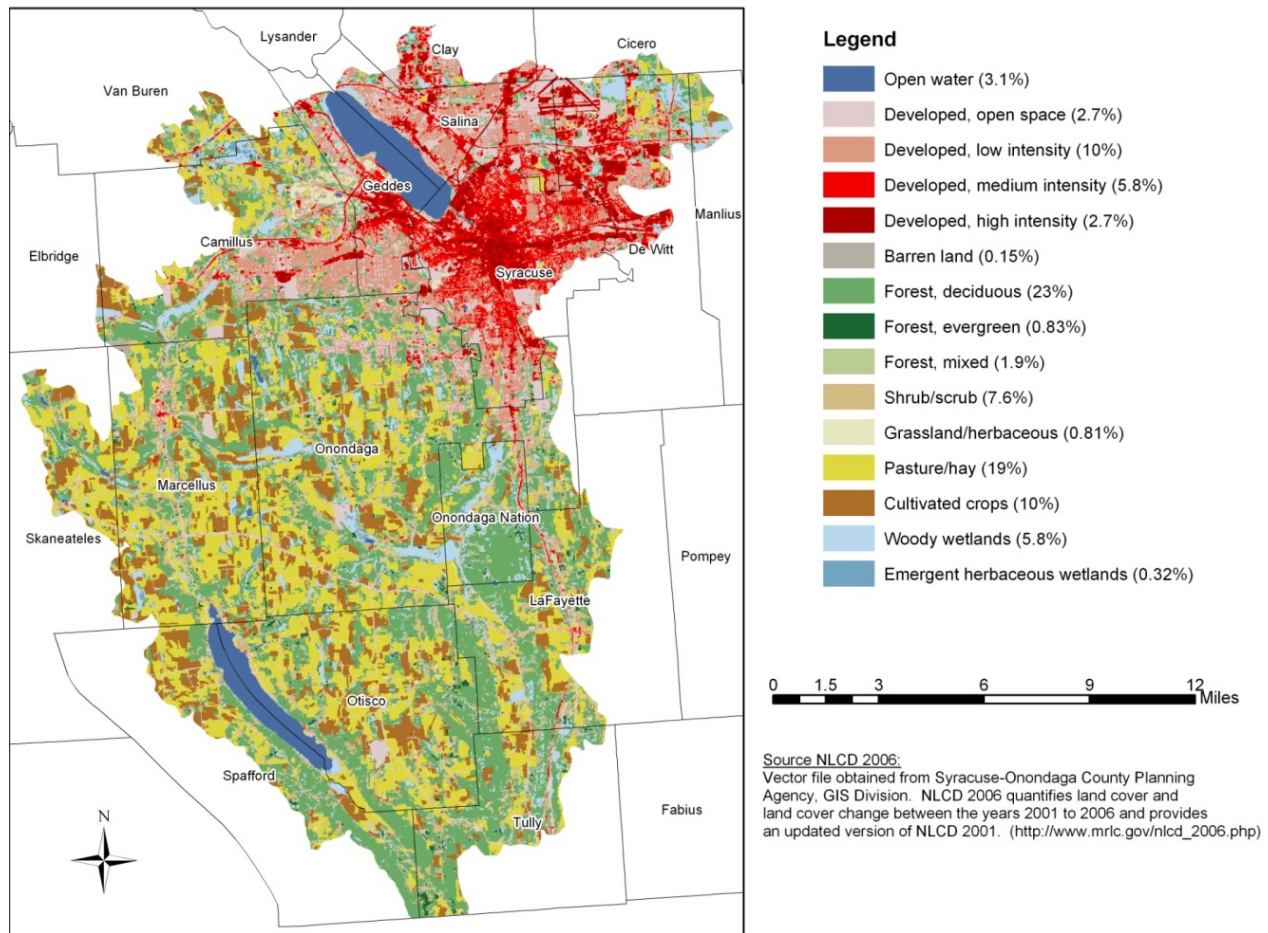 Lysander
Clay
Cicero
Van Buren
Salina
Geddes
Manlius
Camillus
De Witt
Elbridge
Syracuse
Onondaga
Marcellus
Onondaga Nation
Skaneateles
Pompey
LaFayette
Otisco
Spafford
Fabius
Tully
N
Legend
Open water (3.1%)
Developed, open space (2.7%)
Developed, low intensity (10%)
Developed, medium intensity (5.8%)
Developed, high intensity (2.7%)
Barren land (0.15%)
Forest, deciduous (23%)
Forest, evergreen (0.83%)
Forest, mixed (1.9%)
Shrub/scrub (7.6%)
Grassland/herbaceous (0.81%)
Pasture/hay (19%)
Cultivated crops (10%)
Woody wetlands (5.8%)
Emergent herbaceous wetlands (0.32%)
0 1.5 3 6 9 12
Miles
Source NLCD 2006:
Vector file obtained from Syracuse-Onondaga County Planning
Agency, GIS Division. NLCD 2006 quantifies land cover and
land cover change between the years 2001 to 2006 and provides
an updated version of NLCD 2001. (http://www.mrlc.gov/nlcd_2006.php)